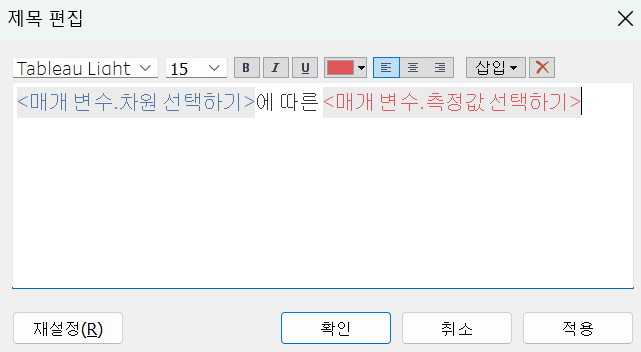 제목 편집
Tableau Light 15 B I U 삽입
<매개 변수.차원 선택하기>에 따른 <매개 변수.측정값 선택하기>
재설정(R) 확인 취소 적용